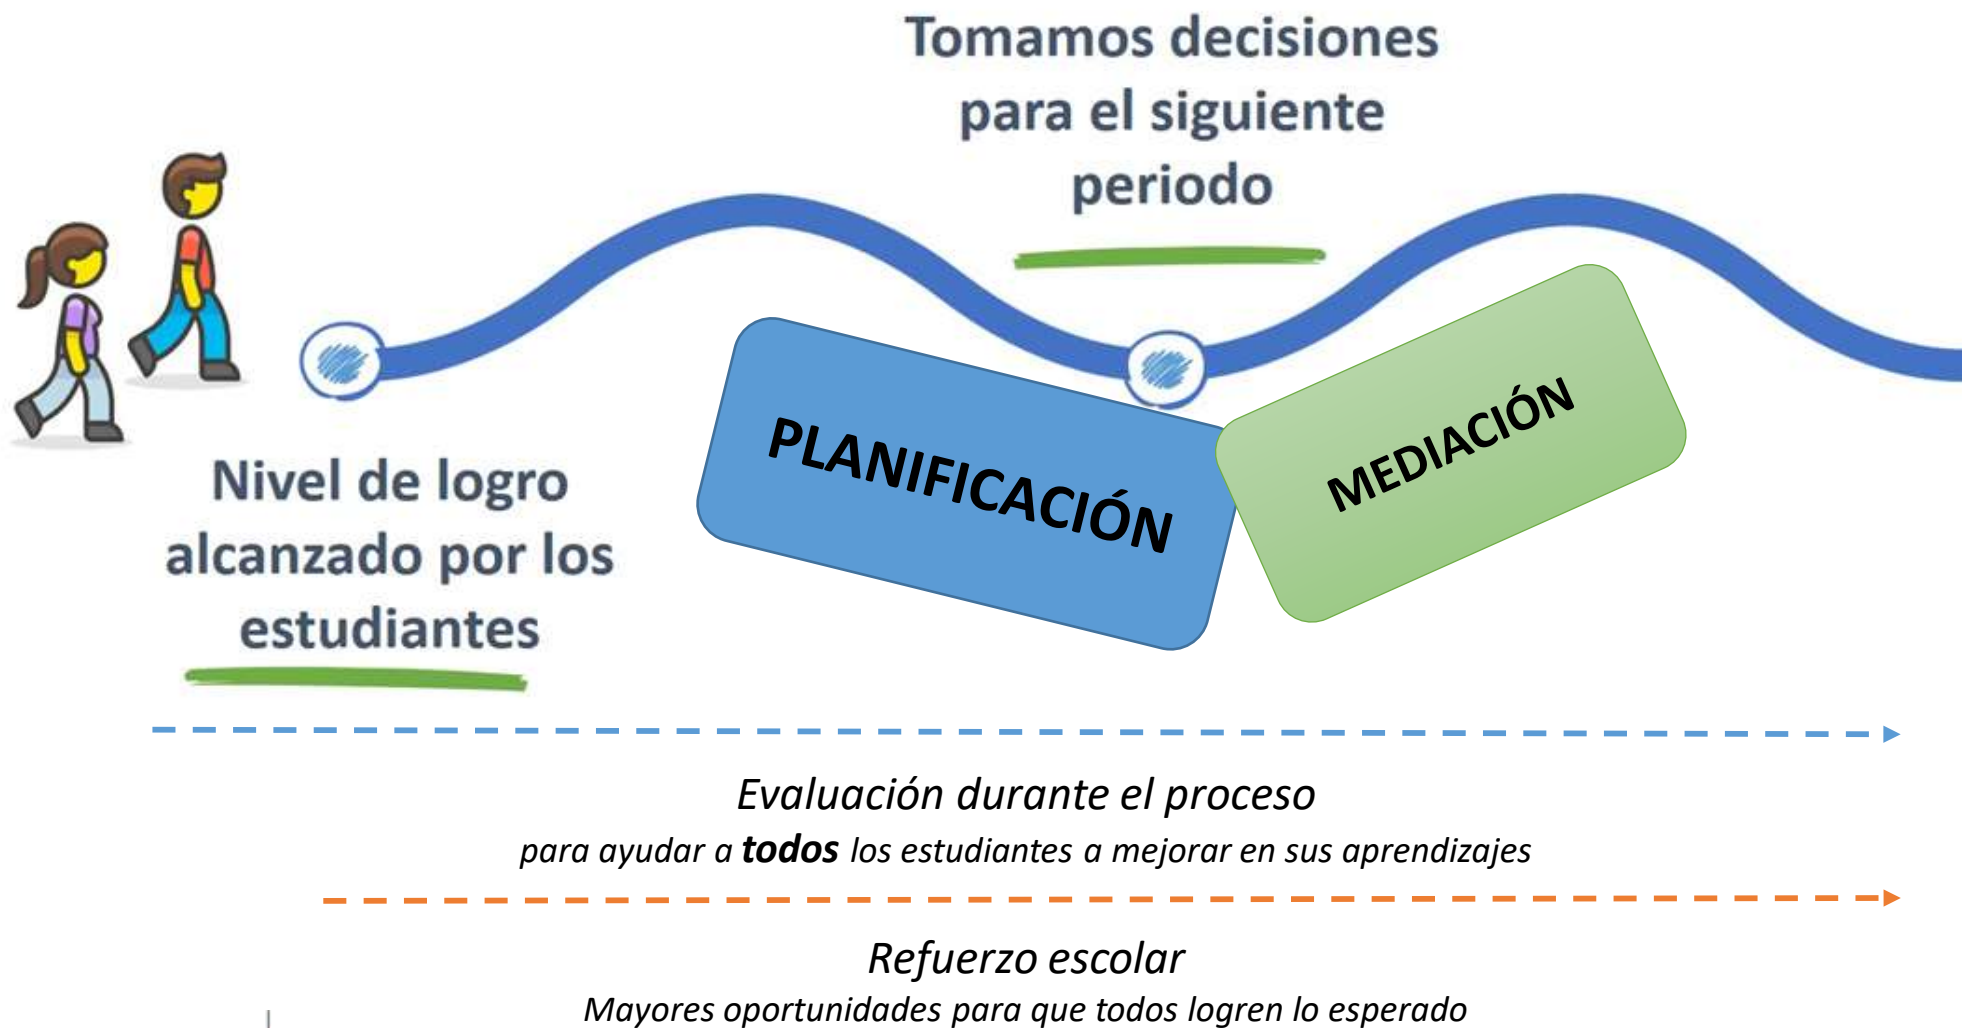 Tomamos decisiones
para el siguiente
periodo
Nivel de logro
alcanzado por los
estudiantes
PLANIFICACIÓN
MEDIACIÓN
Evaluación durante el proceso
para ayudar a todos los estudiantes a mejorar en sus aprendizajes
Refuerzo escolar
Mayores oportunidades para que todos logren lo esperado